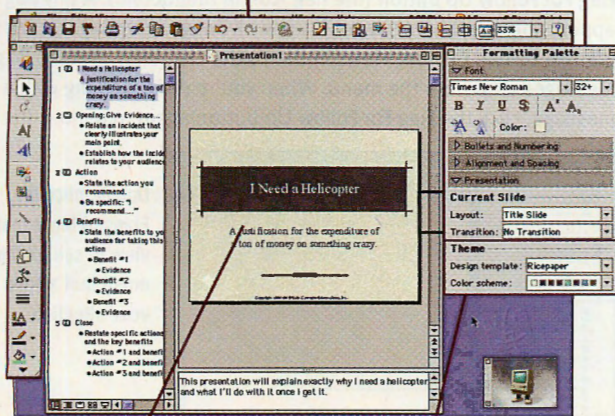 33%
Presentation1
Formatting Palette
1 I Need a Helicopter
A justification for the
expenditure of a ton of
money on something
crazy.
2 Opening: Give Evidence...
Relate an incident that
clearly illustrates your
main point.
Establish how the incide
relates to your audience
3 Action
State the action you
recommend.
Be specific: "I
recommend ..."
4 Benefits
State the benefits to yo
audience for taking this
action
Benefit #1
Evidence
Benefit #2
Evidence
Benefit #3
Evidence
5 Close
Restate specific actions
and the key benefits
Action #1 and benefi
Action #2 and benefi
Action #3 and benefi
I Need a Helicopter
A justification for the expenditure of
a ton of money on something crazy.
This presentation will explain exactly why I need a helicopter
and what I'll do with it once I get it.
Font
Times New Roman 32+
B I U S A² A₂
Color:
Bullets and Numbering
Alignment and Spacing
Presentation
Current Slide
Layout: Title Slide
Transition: No Transition
Theme
Design template: Ricepaper
Color scheme: